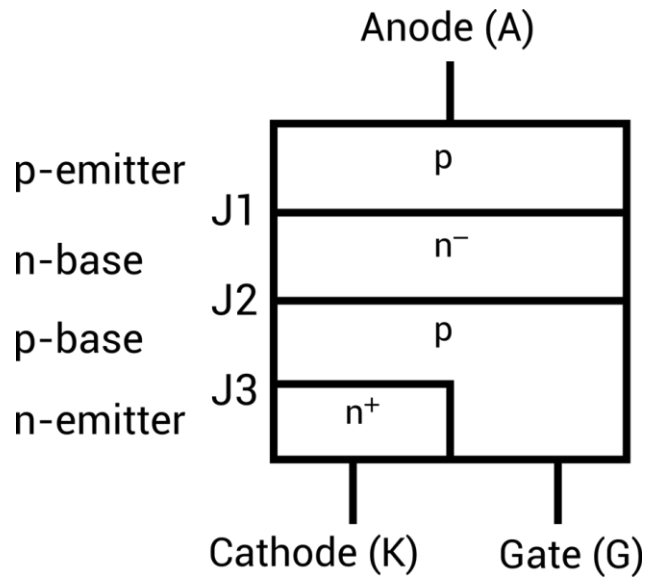 Anode (A)
p-emitter
p
J1
n-base
n⁻
J2
p-base
p
J3
n-emitter
n⁺
Cathode (K)
Gate (G)